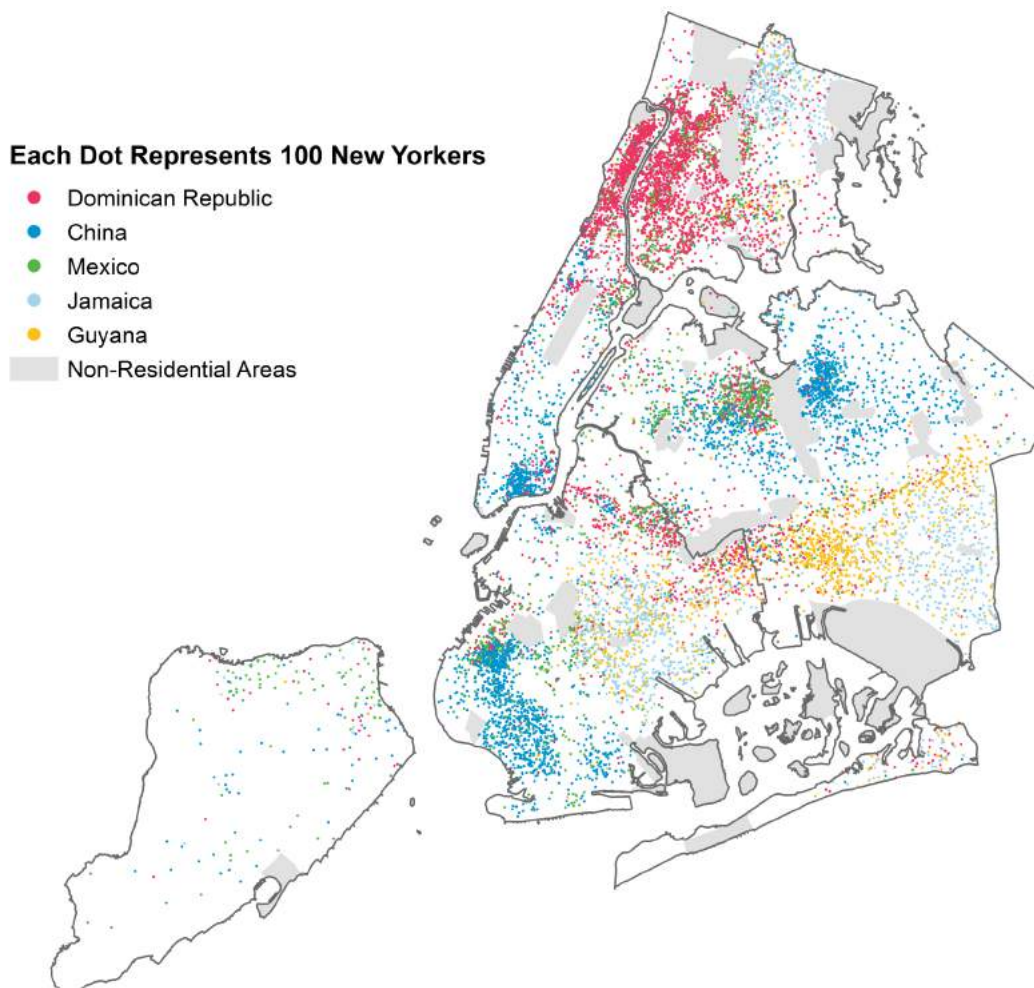 Each Dot Represents 100 New Yorkers
Dominican Republic
China
Mexico
Jamaica
Guyana
Non-Residential Areas